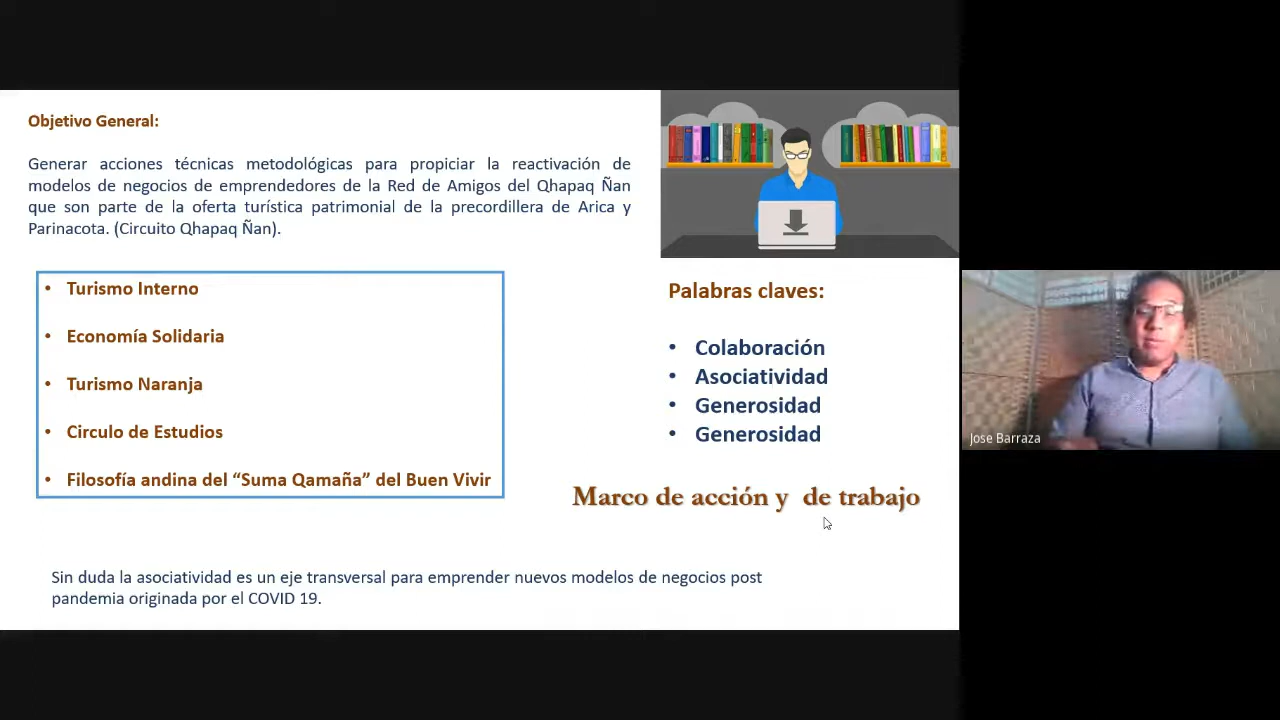 Objetivo General:
Generar acciones técnicas metodológicas para propiciar la reactivación de
modelos de negocios de emprendedores de la Red de Amigos del Qhapaq Ñan
que son parte de la oferta turística patrimonial de la precordillera de Arica y
Parinacota. (Circuito Qhapaq Ñan).
• Turismo Interno
• Economía Solidaria
• Turismo Naranja
• Circulo de Estudios
• Filosofía andina del “Suma Qamaña” del Buen Vivir
Palabras claves:
• Colaboración
• Asociatividad
• Generosidad
• Generosidad
Marco de acción y de trabajo
Sin duda la asociatividad es un eje transversal para emprender nuevos modelos de negocios post
pandemia originada por el COVID 19.
Jose Barraza